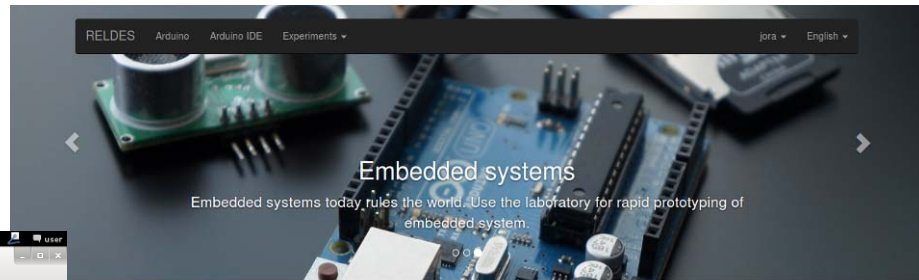 RELDES Arduino Arduino IDE Experiments jora English
UNO
Embedded systems
Embedded systems today rules the world. Use the laboratory for rapid prototyping of
embedded system.
user